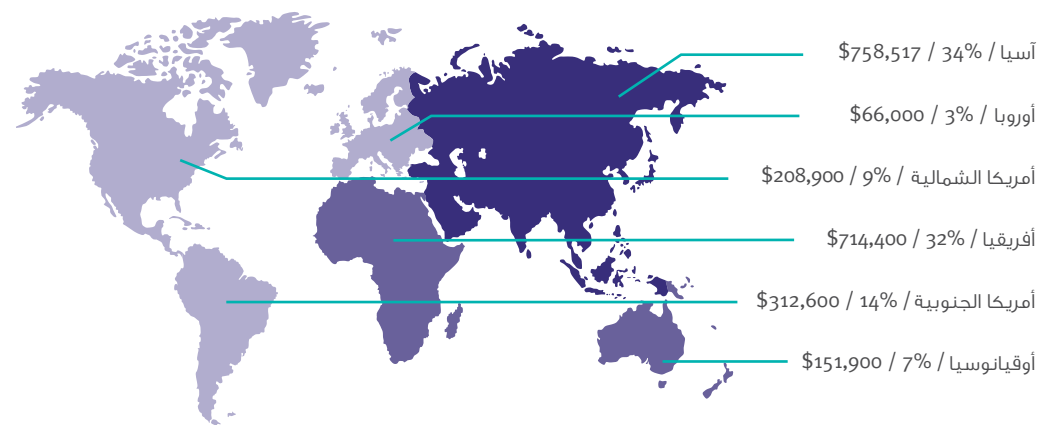 آسيا / 34% / $758,517
أوروبا / 3% / $66,000
أمريكا الشمالية / 9% / $208,900
أفريقيا / 32% / $714,400
أمريكا الجنوبية / 14% / $312,600
أوقيانوسيا / 7% / $151,900